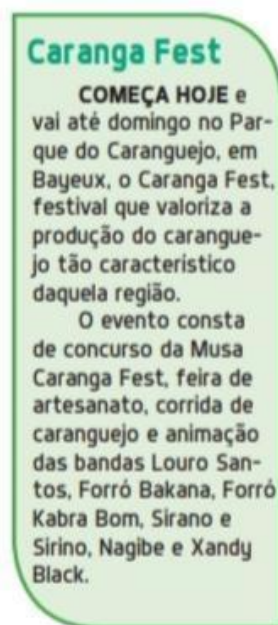 Caranga Fest
COMEÇA HOJE e
vai até domingo no Par-
que do Caranguejo, em
Bayeux, o Caranga Fest,
festival que valoriza a
produção do carangue-
jo tão caracteristico
daquela região.
O evento consta
de concurso da Musa
Caranga Fest, feira de
artesanato, corrida de
caranguejo e animação
das bandas Louro San-
tos, Forró Bakana, Forró
Kabra Bom, Sirano e
Sirino, Nagibe e Xandy
Black.